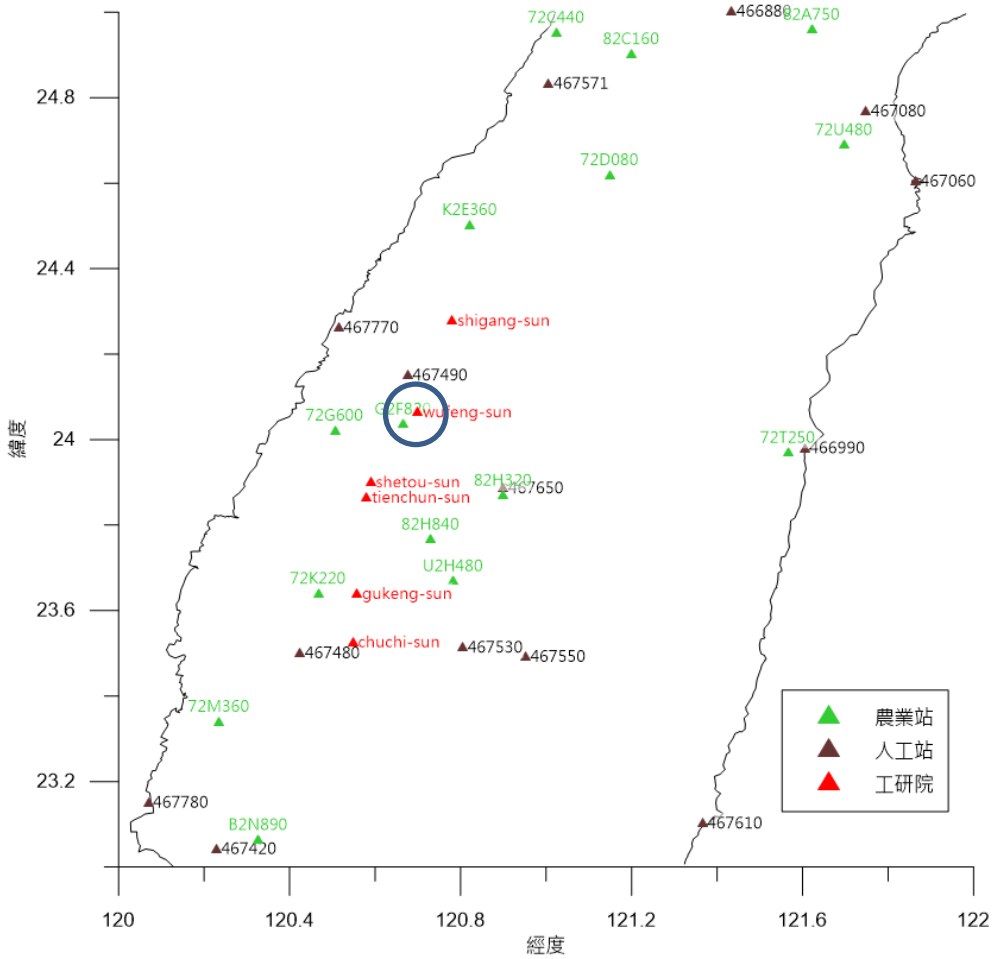 72C440
466880
82A750
82C160
467571
24.8
467080
72U480
72D080
467060
K2E360
24.4
shigang-sun
467770
467490
G2F820
wufeng-sun
72G600
24
緯度
72T250
466990
shetou-sun
82H320
467650
tienchun-sun
82H840
U2H480
72K220
gukeng-sun
23.6
chuchi-sun
467480
467530
467550
72M360
農業站
人工站
工研院
23.2
467780
B2N890
467610
467420
120
120.4
120.8
121.2
121.6
122
經度